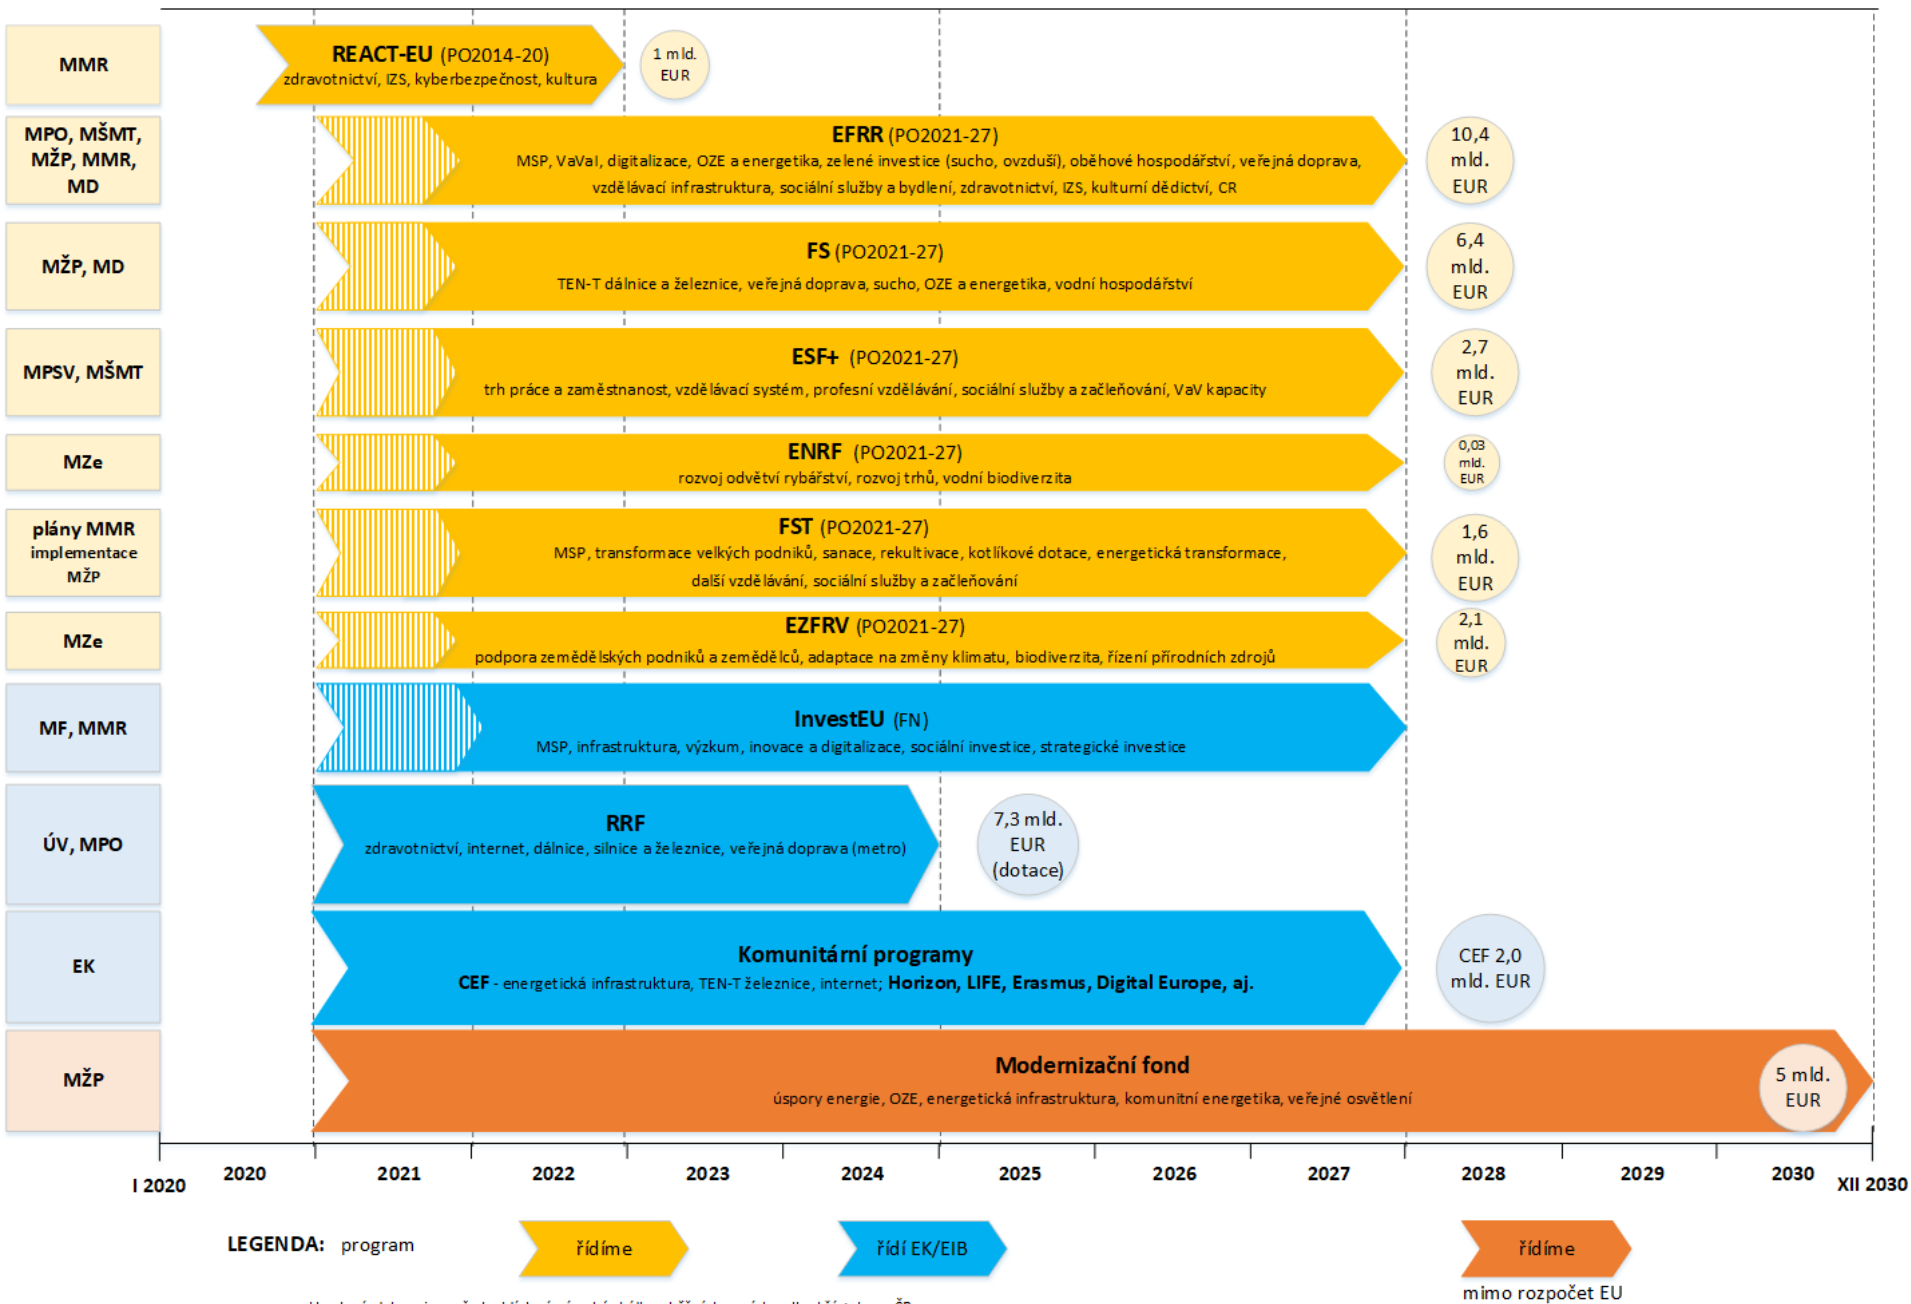 MMR
REACT-EU (PO2014-20)
zdravotnictví, IZS, kyberbezpečnost, kultura
1 mld.
EUR
MPO, MŠMT,
MŽP, MMR,
MD
EFRR (PO2021-27)
MSP, VaVaI, digitalizace, OZE a energetika, zelené investice (sucho, ovzduší), oběhové hospodářství, veřejná doprava,
vzdělávací infrastruktura, sociální služby a bydlení, zdravotnictví, IZS, kulturní dědictví, CR
10,4
mld.
EUR
MŽP, MD
FS (PO2021-27)
TEN-T dálnice a železnice, veřejná doprava, sucho, OZE a energetika, vodní hospodářství
6,4
mld.
EUR
MPSV, MŠMT
ESF+ (PO2021-27)
trh práce a zaměstnanost, vzdělávací systém, profesní vzdělávání, sociální služby a začleňování, VaV kapacity
2,7
mld.
EUR
MZe
ENRF (PO2021-27)
rozvoj odvětví rybářství, rozvoj trhů, vodní biodiverzita
0,03
mld.
EUR
plány MMR
implementace
MŽP
FST (PO2021-27)
MSP, transformace velkých podniků, sanace, rekultivace, kotlíkové dotace, energetická transformace,
další vzdělávání, sociální služby a začleňování
1,6
mld.
EUR
MZe
EZFRV (PO2021-27)
podpora zemědělských podniků a zemědělců, adaptace na změny klimatu, biodiverzita, řízení přírodních zdrojů
2,1
mld.
EUR
MF, MMR
InvestEU (FN)
MSP, infrastruktura, výzkum, inovace a digitalizace, sociální investice, strategické investice
ÚV, MPO
RRF
zdravotnictví, internet, dálnice, silnice a železnice, veřejná doprava (metro)
7,3 mld.
EUR
(dotace)
EK
Komunitární programy
CEF - energetická infrastruktura, TEN-T železnice, internet; Horizon, LIFE, Erasmus, Digital Europe, aj.
CEF 2,0
mld. EUR
MŽP
Modernizační fond
úspory energie, OZE, energetická infrastruktura, komunitní energetika, veřejné osvětlení
5 mld.
EUR
I 2020 2020 2021 2022 2023 2024 2025 2026 2027 2028 2029 2030 XII 2030
LEGENDA: program
řídíme
řídí EK/EIB
řídíme
mimo rozpočet EU